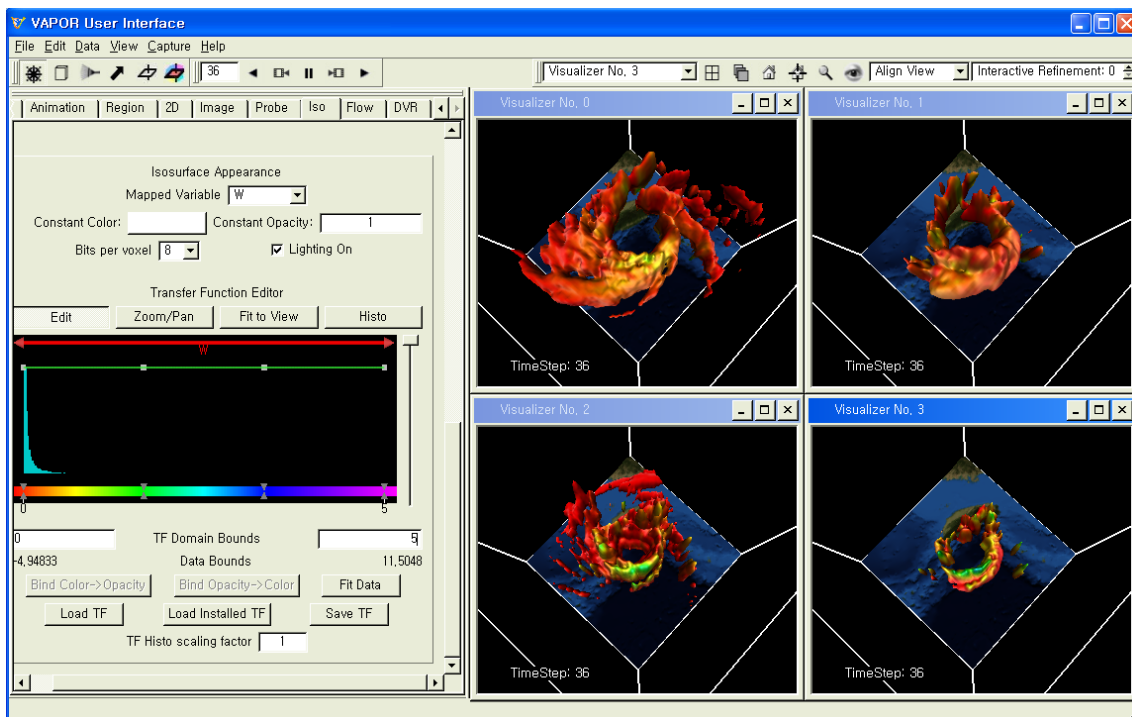 VAPOR User Interface
File Edit Data View Capture Help
36 Visualizer No, 3 Align View Interactive Refinement: 0
Animation Region 2D Image Probe Iso Flow DVR
Isosurface Appearance
Mapped Variable W
Constant Color: Constant Opacity: 1
Bits per voxel 8 Lighting On
Transfer Function Editor
Edit Zoom/Pan Fit to View Histo
W
0 5
0 TF Domain Bounds 5
-4,94833 Data Bounds 11,5048
Bind Color->Opacity Bind Opacity->Color Fit Data
Load TF Load Installed TF Save TF
TF Histo scaling factor 1
Visualizer No, 0
TimeStep: 36
Visualizer No, 1
TimeStep: 36
Visualizer No, 2
TimeStep: 36
Visualizer No, 3
TimeStep: 36